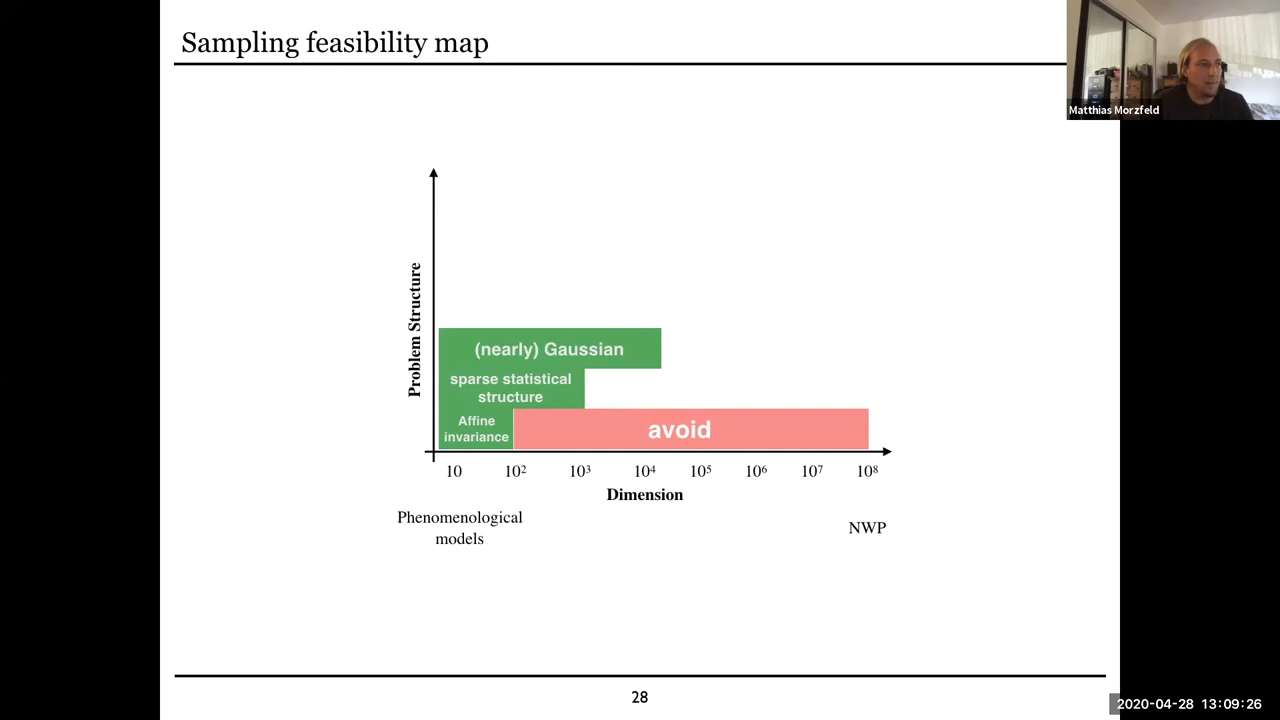 Sampling feasibility map
Matthias Morzfeld
Problem Structure
(nearly) Gaussian
sparse statistical
structure
Affine
invariance
avoid
10 10² 10³ 10⁴ 10⁵ 10⁶ 10⁷ 10⁸
Dimension
Phenomenological
models
NWP
28
2020-04-28 13:09:26